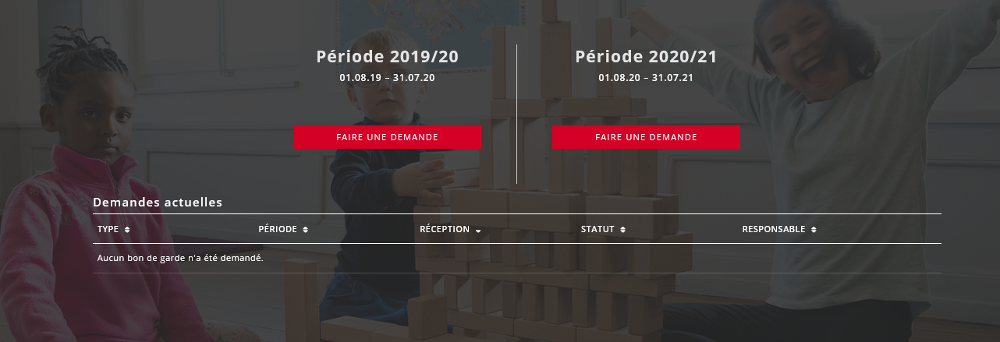 Période 2019/20
01.08.19 – 31.07.20
FAIRE UNE DEMANDE
Période 2020/21
01.08.20 – 31.07.21
FAIRE UNE DEMANDE
Demandes actuelles
TYPE PÉRIODE RÉCEPTION STATUT RESPONSABLE
Aucun bon de garde n'a été demandé.